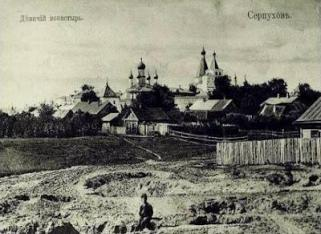 Дѣвичій монастырь. Серпуховъ.